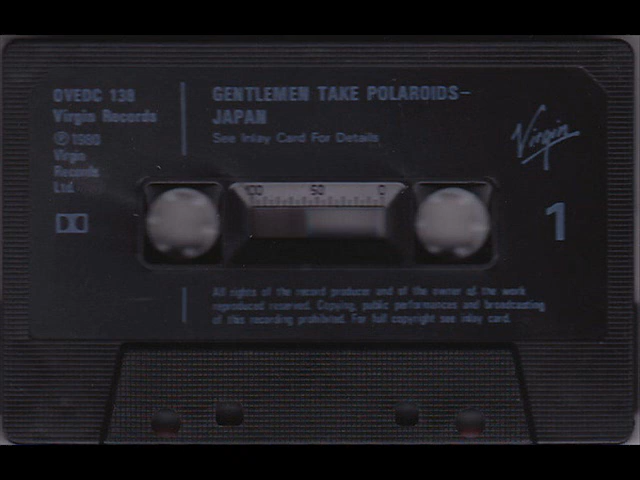 OVEDC 138
Virgin Records
℗ 1980
Virgin
Records
Ltd.
GENTLEMEN TAKE POLAROIDS–
JAPAN
See Inlay Card For Details
Virgin
100 50 0
1
All rights of the record producer and of the owner of the work
reproduced reserved. Copying, public performances and broadcasting
of this recording prohibited. For full copyright see inlay card.